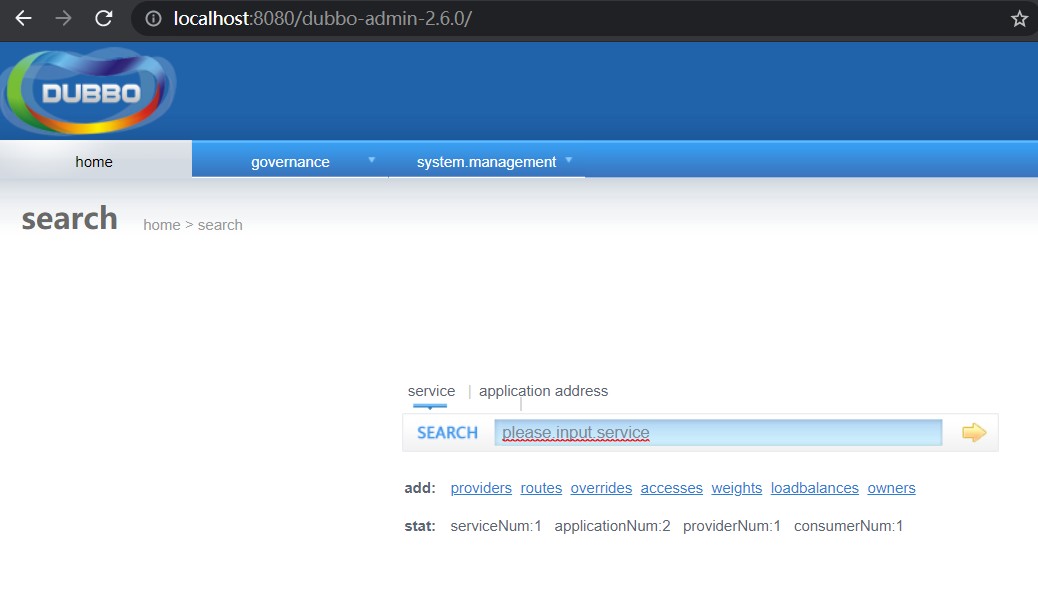 localhost:8080/dubbo-admin-2.6.0/
DUBBO
home governance system.management
search home > search
service | application address
SEARCH please.input.service
add: providers routes overrides accesses weights loadbalances owners
stat: serviceNum:1 applicationNum:2 providerNum:1 consumerNum:1